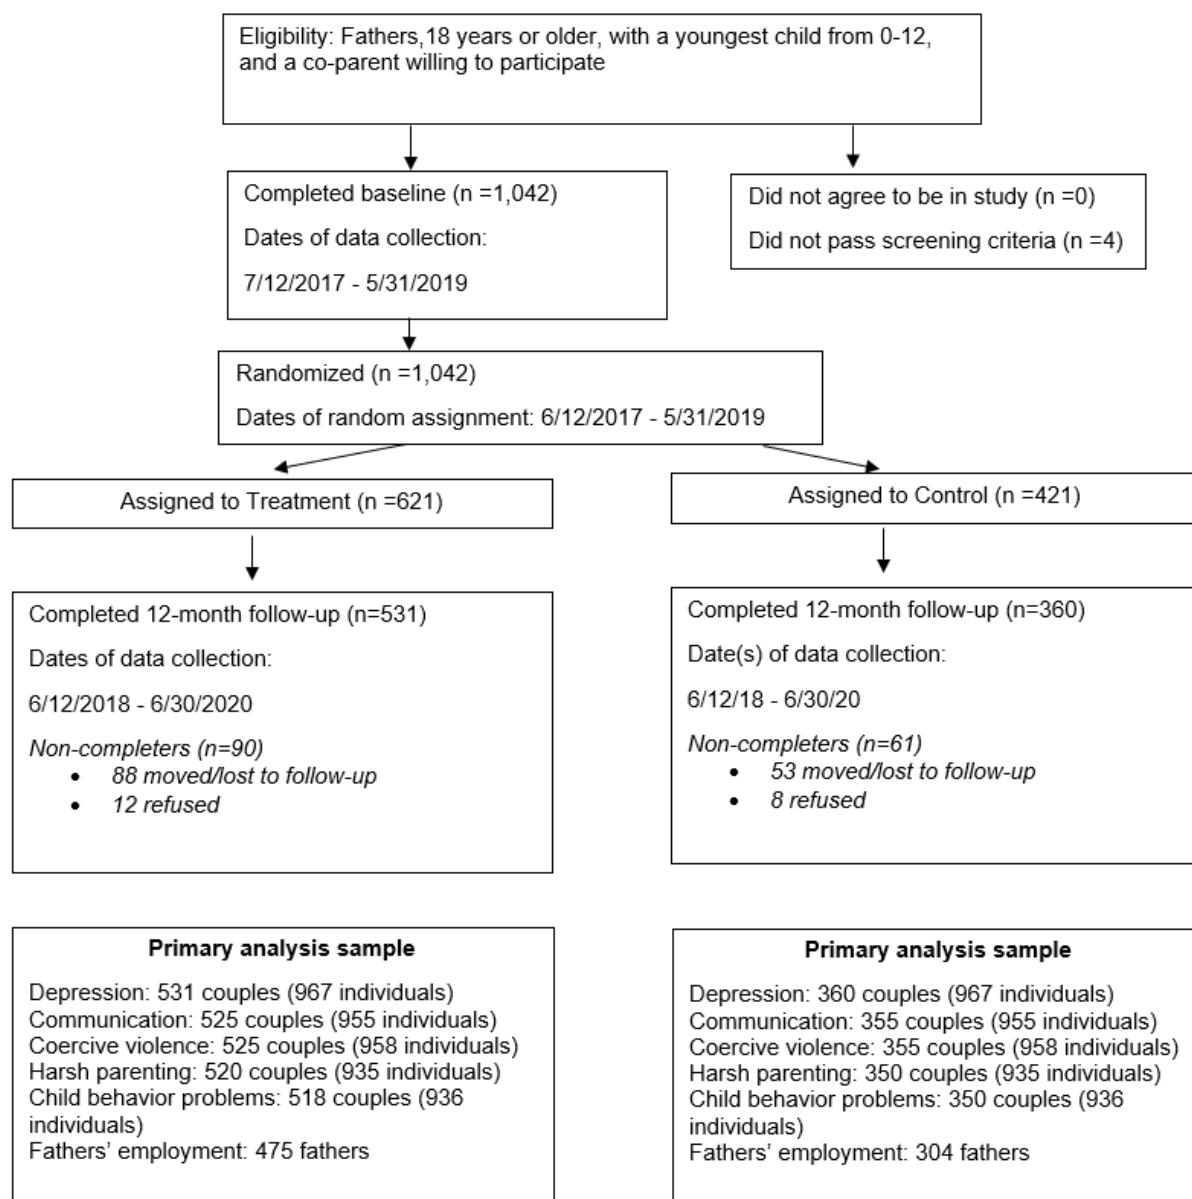 Eligibility: Fathers,18 years or older, with a youngest child from 0-12,
and a co-parent willing to participate
Completed baseline (n =1,042)
Dates of data collection:
7/12/2017 - 5/31/2019
Did not agree to be in study (n =0)
Did not pass screening criteria (n =4)
Randomized (n =1,042)
Dates of random assignment: 6/12/2017 - 5/31/2019
Assigned to Treatment (n =621)
Assigned to Control (n =421)
Completed 12-month follow-up (n=531)
Dates of data collection:
6/12/2018 - 6/30/2020
Non-completers (n=90)
• 88 moved/lost to follow-up
• 12 refused
Completed 12-month follow-up (n=360)
Date(s) of data collection:
6/12/18 - 6/30/20
Non-completers (n=61)
• 53 moved/lost to follow-up
• 8 refused
Primary analysis sample
Depression: 531 couples (967 individuals)
Communication: 525 couples (955 individuals)
Coercive violence: 525 couples (958 individuals)
Harsh parenting: 520 couples (935 individuals)
Child behavior problems: 518 couples (936
individuals)
Fathers' employment: 475 fathers
Primary analysis sample
Depression: 360 couples (967 individuals)
Communication: 355 couples (955 individuals)
Coercive violence: 355 couples (958 individuals)
Harsh parenting: 350 couples (935 individuals)
Child behavior problems: 350 couples (936
individuals)
Fathers' employment: 304 fathers